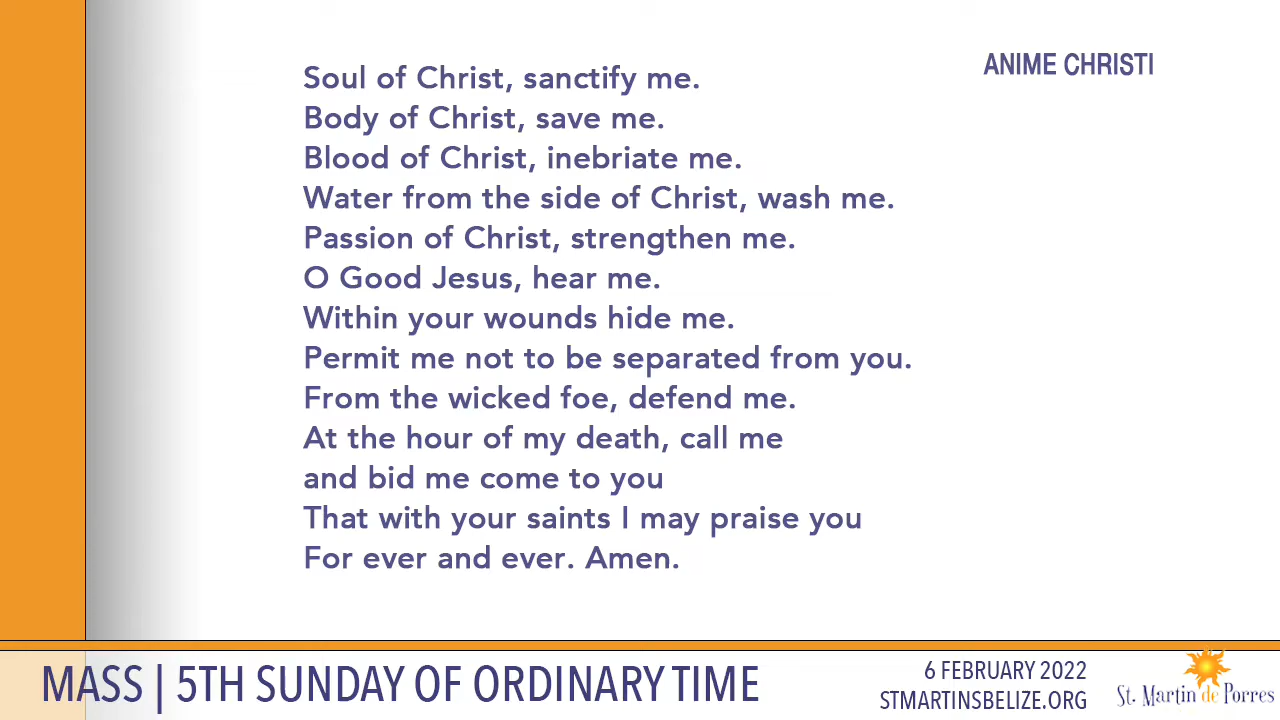 ANIME CHRISTI
Soul of Christ, sanctify me.
Body of Christ, save me.
Blood of Christ, inebriate me.
Water from the side of Christ, wash me.
Passion of Christ, strengthen me.
O Good Jesus, hear me.
Within your wounds hide me.
Permit me not to be separated from you.
From the wicked foe, defend me.
At the hour of my death, call me
and bid me come to you
That with your saints I may praise you
For ever and ever. Amen.
MASS | 5TH SUNDAY OF ORDINARY TIME
6 FEBRUARY 2022
STMARTINSBELIZE.ORG
St. Martin de Porres